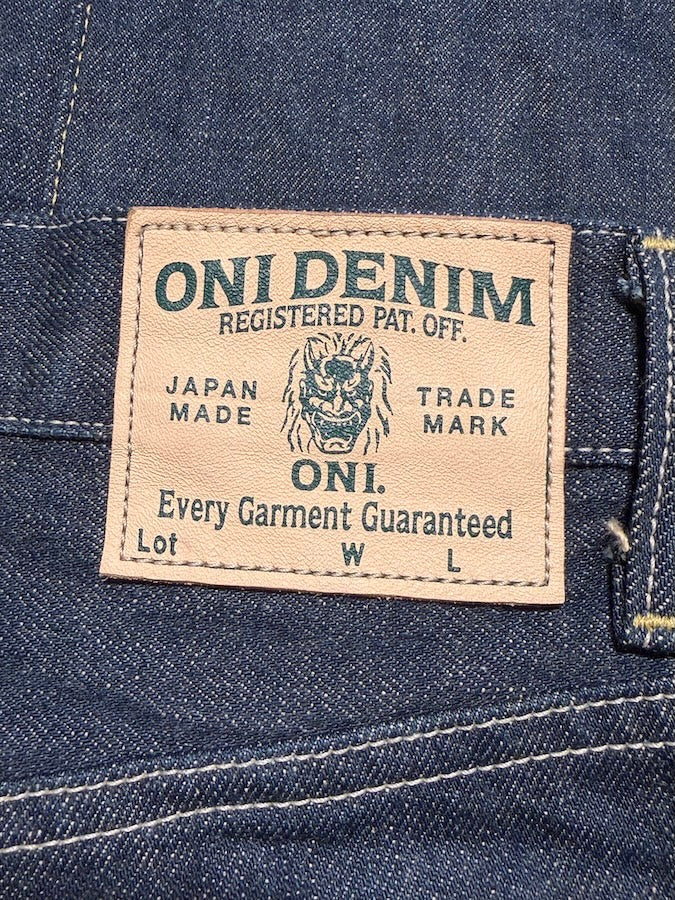 ONI DENIM
REGISTERED PAT. OFF.
JAPAN MADE
TRADE MARK
ONI.
Every Garment Guaranteed
Lot W L